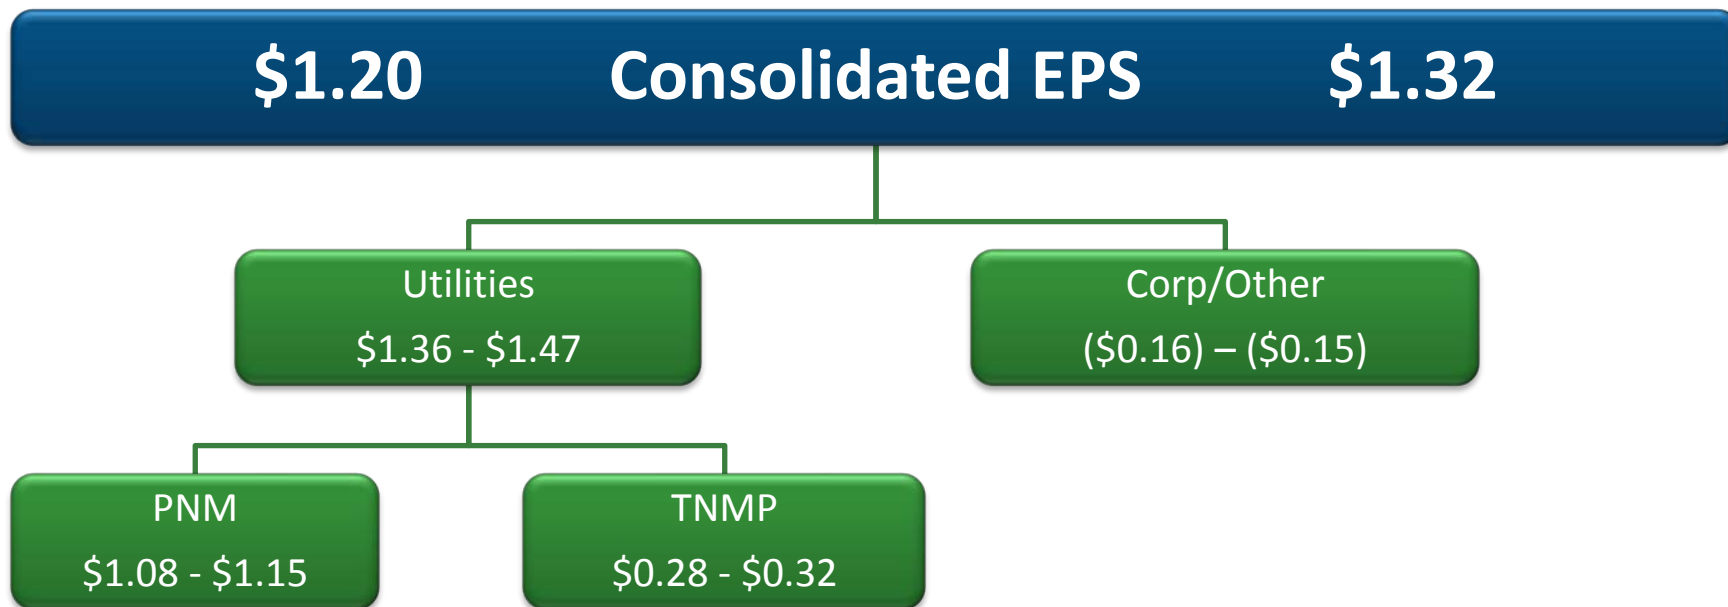 $1.20 Consolidated EPS $1.32
Utilities
$1.36 - $1.47
Corp/Other
($0.16) – ($0.15)
PNM
$1.08 - $1.15
TNMP
$0.28 - $0.32